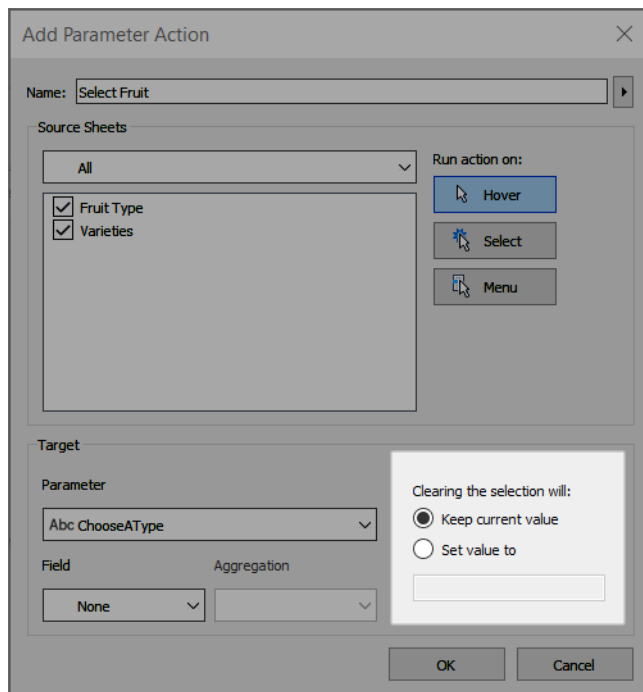 Add Parameter Action
Name: Select Fruit
Source Sheets
All
Fruit Type
Varieties
Run action on:
Hover
Select
Menu
Target
Parameter
Abc ChooseAType
Field
Aggregation
None
Clearing the selection will:
Keep current value
Set value to
OK
Cancel